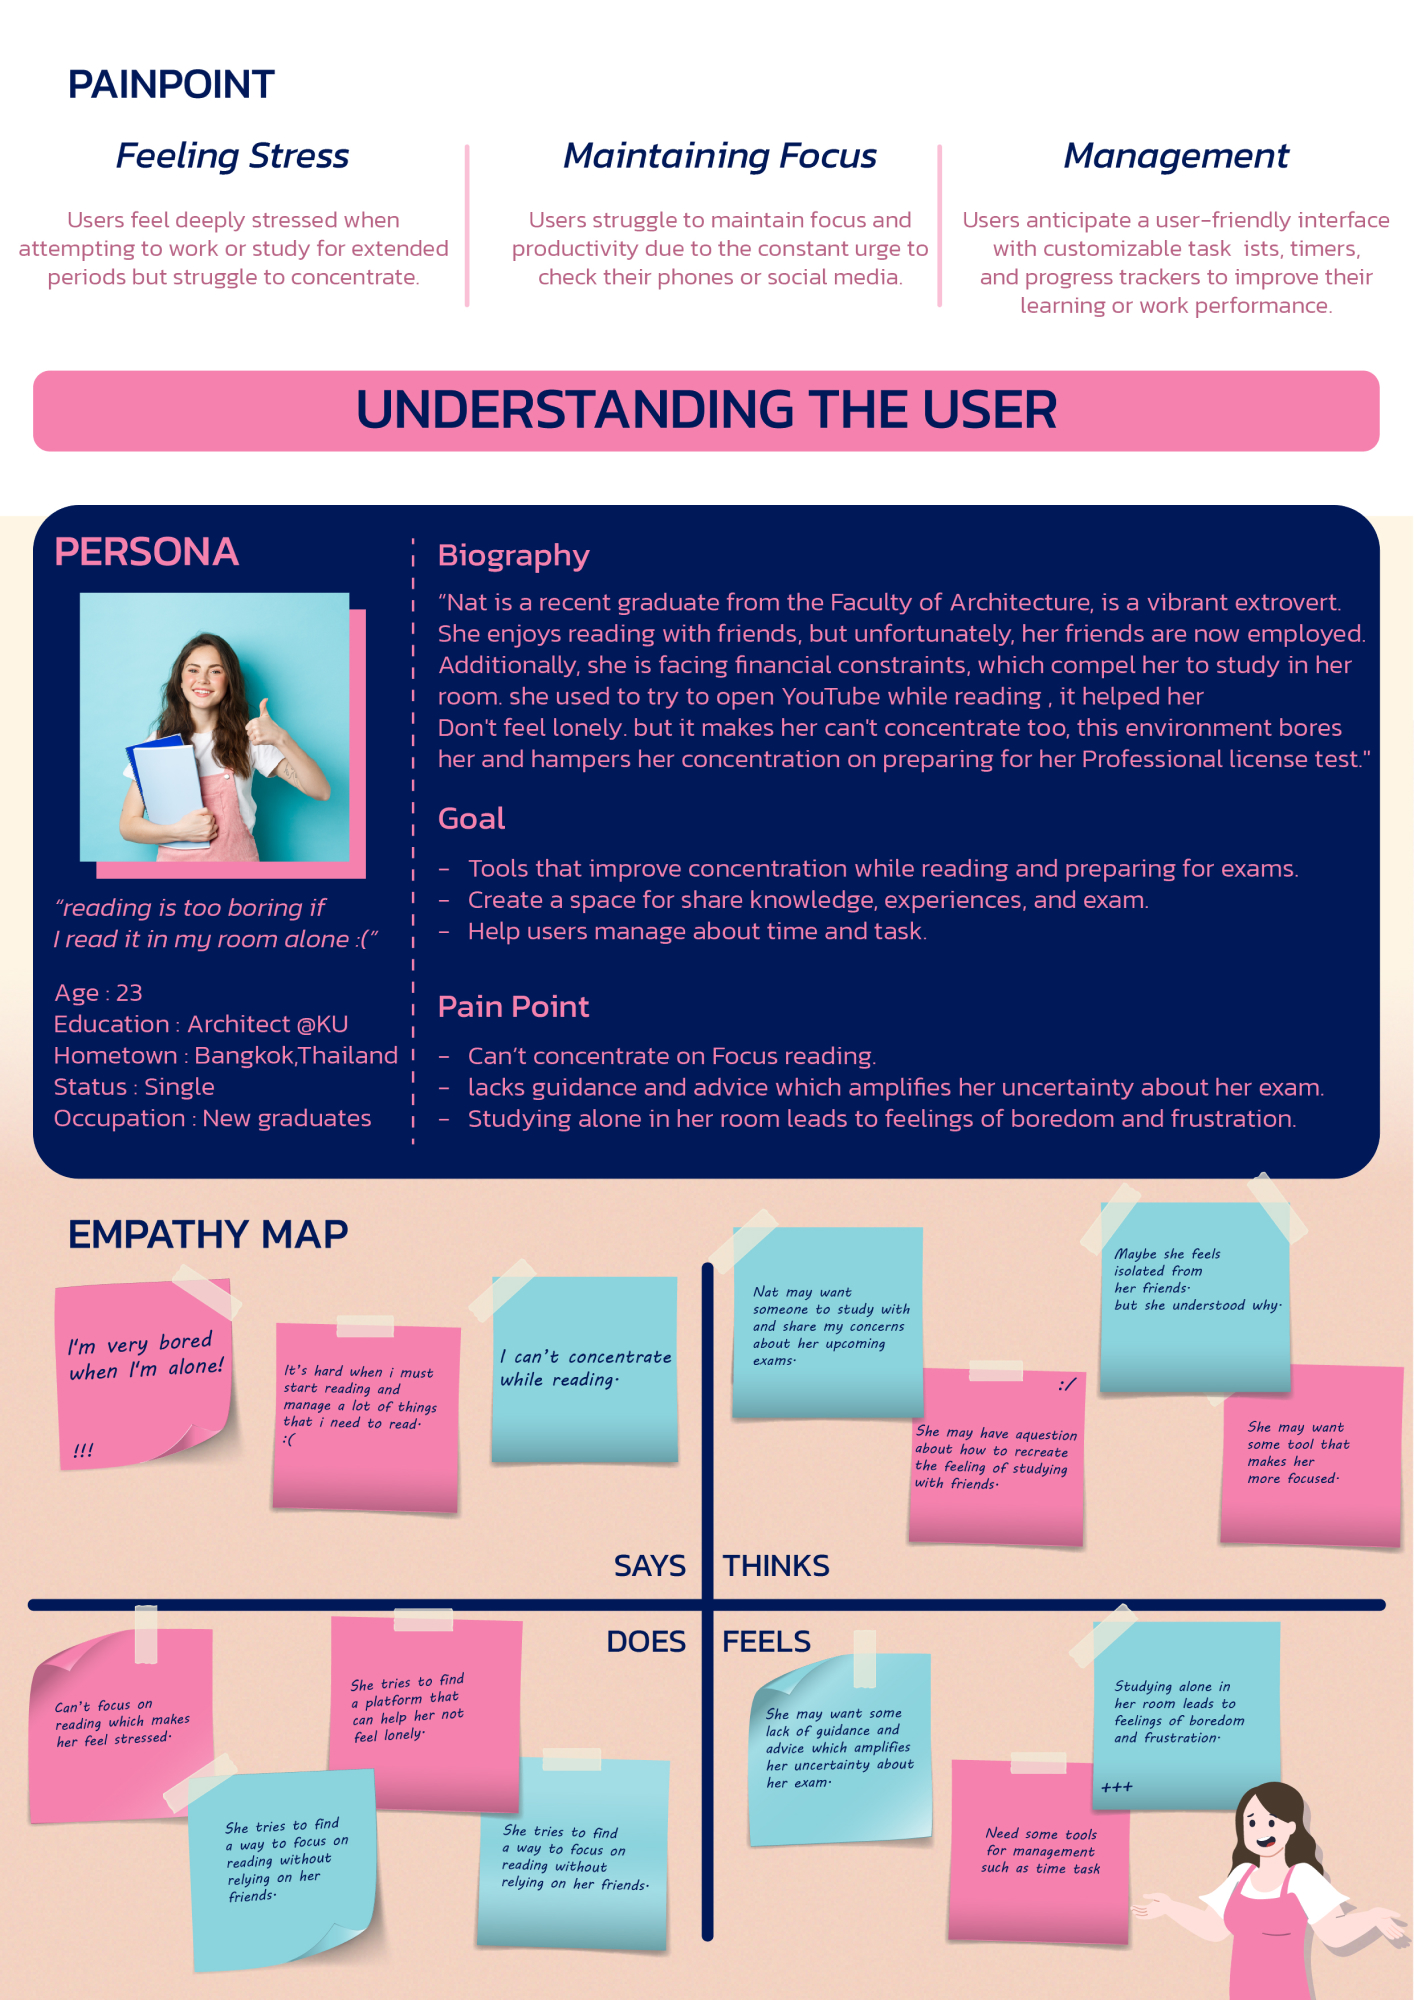 PAINPOINT
Feeling Stress
Users feel deeply stressed when
attempting to work or study for extended
periods but struggle to concentrate.
Maintaining Focus
Users struggle to maintain focus and
productivity due to the constant urge to
check their phones or social media.
Management
Users anticipate a user-friendly interface
with customizable task  ists, timers,
and progress trackers to improve their
learning or work performance.
UNDERSTANDING THE USER
PERSONA
“reading is too boring if
I read it in my room alone :(“
Age : 23
Education : Architect @KU
Hometown : Bangkok,Thailand
Status : Single
Occupation : New graduates
Biography
“Nat is a recent graduate from the Faculty of Architecture, is a vibrant extrovert.
She enjoys reading with friends, but unfortunately, her friends are now employed.
Additionally, she is facing financial constraints, which compel her to study in her
room. she used to try to open YouTube while reading , it helped her
Don't feel lonely. but it makes her can't concentrate too, this environment bores
her and hampers her concentration on preparing for her Professional license test."
Goal
- Tools that improve concentration while reading and preparing for exams.
- Create a space for share knowledge, experiences, and exam.
- Help users manage about time and task.
Pain Point
- Can’t concentrate on Focus reading.
- lacks guidance and advice which amplifies her uncertainty about her exam.
- Studying alone in her room leads to feelings of boredom and frustration.
EMPATHY MAP
I'm very bored
when I'm alone!
!!!
It's hard when i must
start reading and
manage a lot of things
that i need to read.
:(
I can't concentrate
while reading.
SAYS
Nat may want
someone to study with
and share my concerns
about her upcoming
exams.
:/
She may have aquestion
about how to recreate
the feeling of studying
with friends.
Maybe she feels
isolated from
her friends.
but she understood why.
She may want
some tool that
makes her
more focused.
THINKS
DOES
Can't focus on
reading which makes
her feel stressed.
She tries to find
a platform that
can help her not
feel lonely.
She tries to find
a way to focus on
reading without
relying on her
friends.
She tries to find
a way to focus on
reading without
relying on her friends.
FEELS
She may want some
lack of guidance and
advice which amplifies
her uncertainty about
her exam.
Studying alone in
her room leads to
feelings of boredom
and frustration.
+++
Need some tools
for management
such as time task